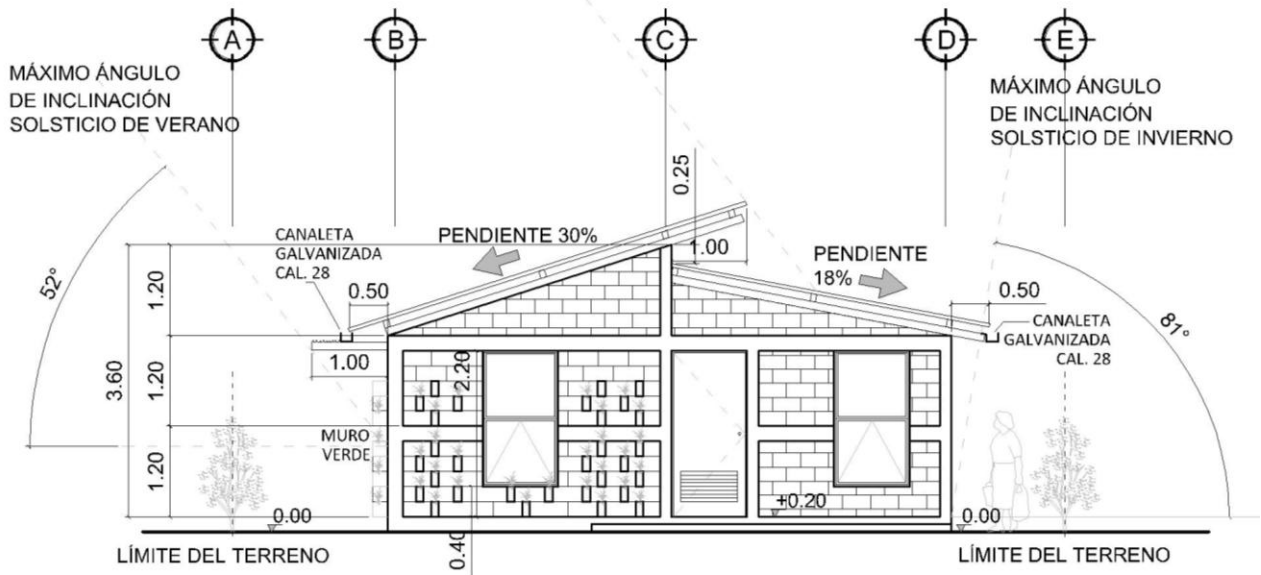 A
B
C
D
E
MÁXIMO ÁNGULO
DE INCLINACIÓN
SOLSTICIO DE VERANO
MÁXIMO ÁNGULO
DE INCLINACIÓN
SOLSTICIO DE INVIERNO
0.25
CANALETA
GALVANIZADA
CAL. 28
PENDIENTE 30%
1.00
PENDIENTE
18%
52°
1.20
0.50
0.50
CANALETA
GALVANIZADA
CAL. 28
81°
3.60
1.20
1.00
2.20
MURO
VERDE
1.20
+0.20
0.00
0.00
0.40
LÍMITE DEL TERRENO
LÍMITE DEL TERRENO